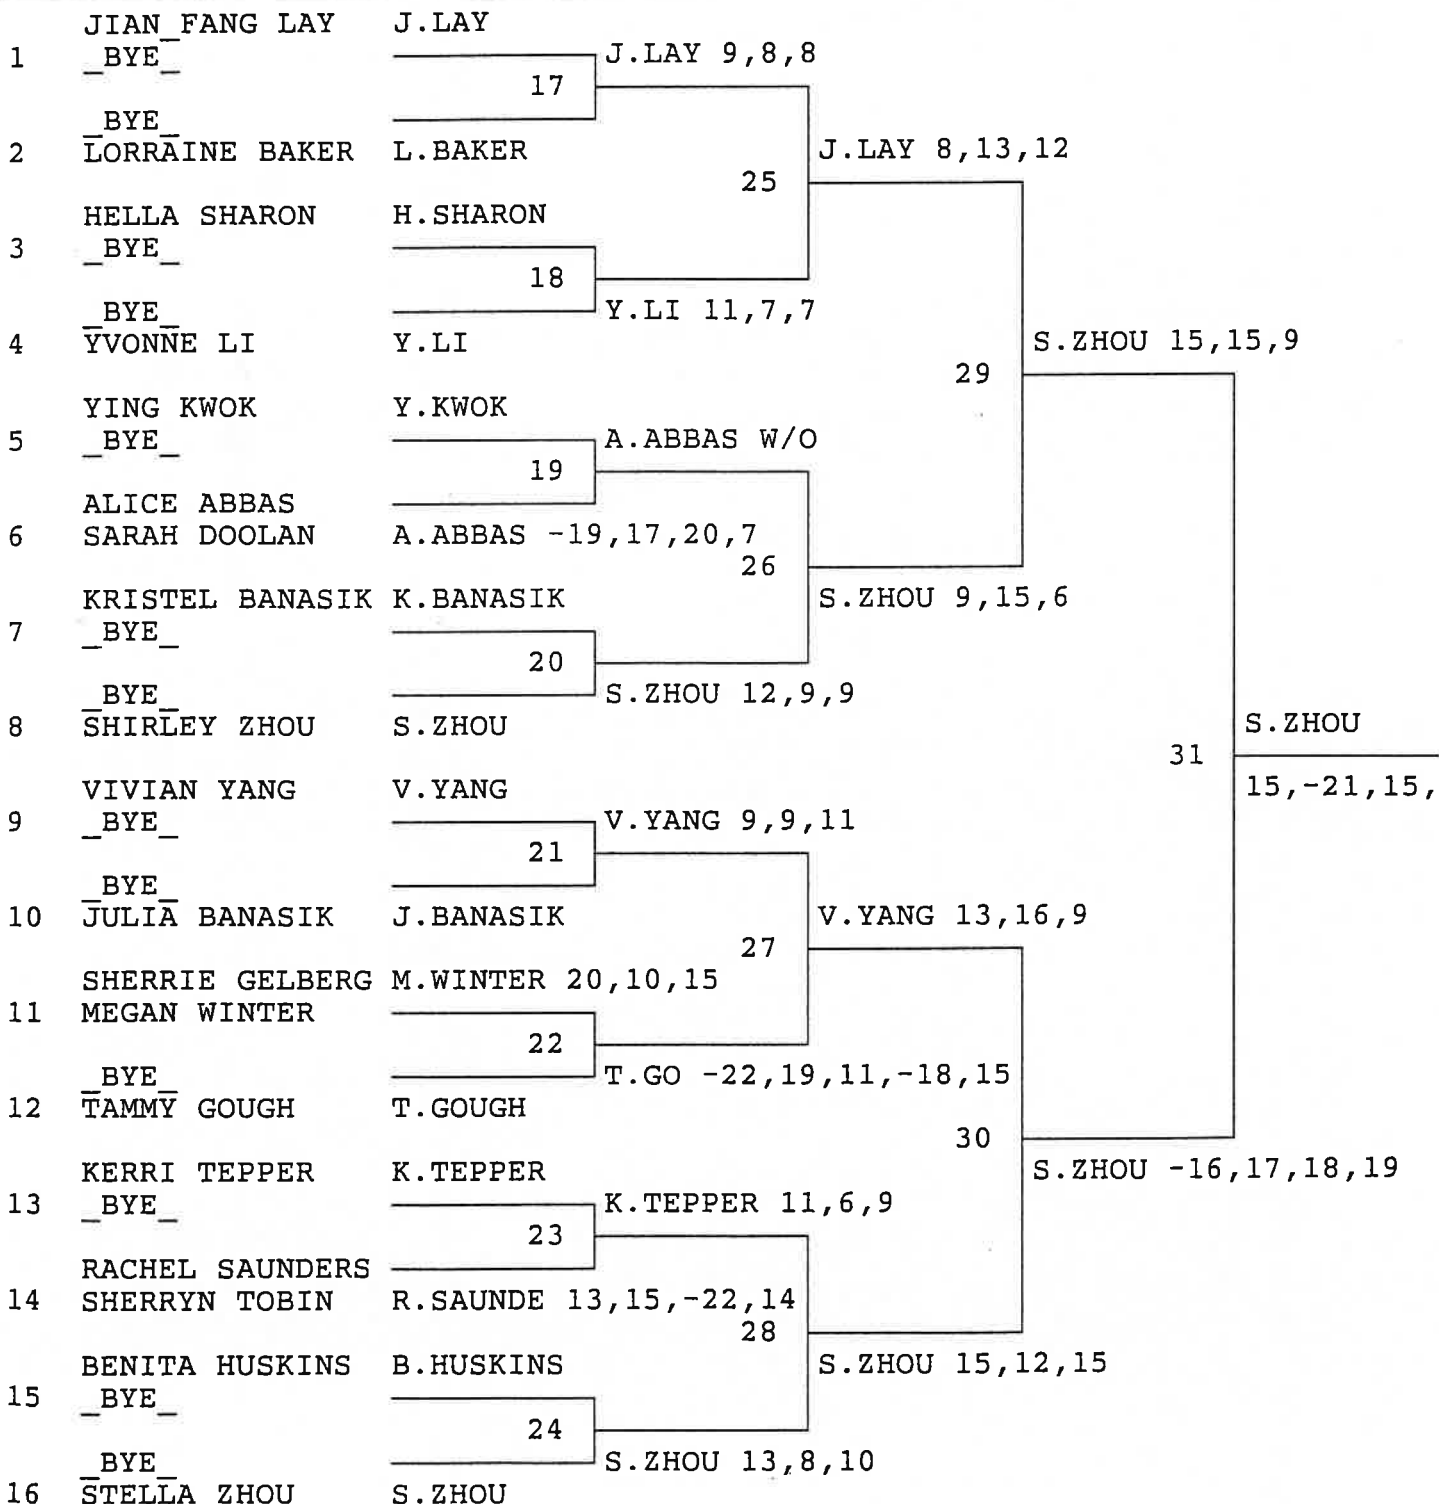 JIAN_FANG LAY J.LAY
1 _BYE_ J.LAY 9,8,8
17
_BYE_
2 LORRAINE BAKER L.BAKER J.LAY 8,13,12
25
HELLA SHARON H.SHARON
3 _BYE_
18
_BYE_ Y.LI 11,7,7
4 YVONNE LI Y.LI S.ZHOU 15,15,9
29
YING KWOK Y.KWOK
5 _BYE_ A.ABBAS W/O
19
ALICE ABBAS
6 SARAH DOOLAN A.ABBAS -19,17,20,7
26
KRISTEL BANASIK K.BANASIK S.ZHOU 9,15,6
7 _BYE_
20
_BYE_ S.ZHOU 12,9,9
8 SHIRLEY ZHOU S.ZHOU S.ZHOU
31
VIVIAN YANG V.YANG 15,-21,15,
9 _BYE_ V.YANG 9,9,11
21
_BYE_
10 JULIA BANASIK J.BANASIK V.YANG 13,16,9
27
SHERRIE GELBERG M.WINTER 20,10,15
11 MEGAN WINTER
22
_BYE_ T.GO -22,19,11,-18,15
12 TAMMY GOUGH T.GOUGH
30
KERRI TEPPER K.TEPPER S.ZHOU -16,17,18,19
13 _BYE_ K.TEPPER 11,6,9
23
RACHEL SAUNDERS
14 SHERRYN TOBIN R.SAUNDE 13,15,-22,14
28
BENITA HUSKINS B.HUSKINS S.ZHOU 15,12,15
15 _BYE_
24
_BYE_ S.ZHOU 13,8,10
16 STELLA ZHOU S.ZHOU